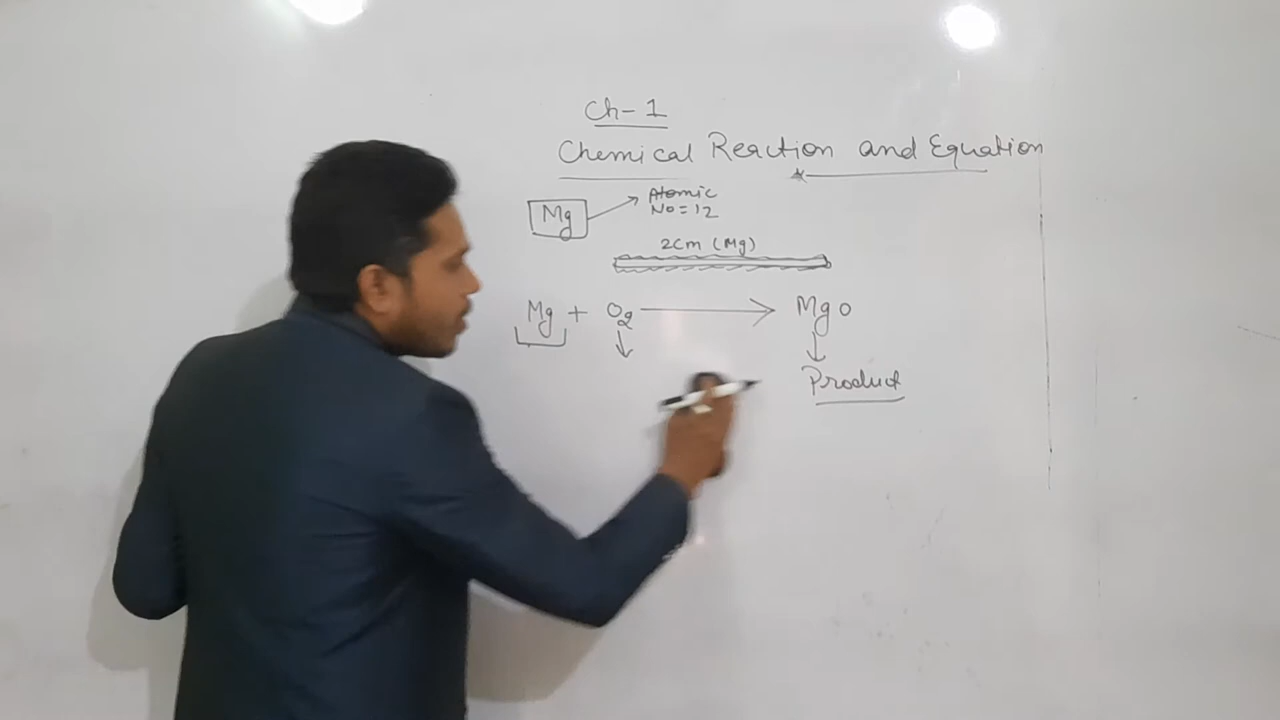 Ch-1
Chemical Reaction and Equation
Mg
Atomic
No = 12
2cm (Mg)
Mg + O2 → MgO
Product